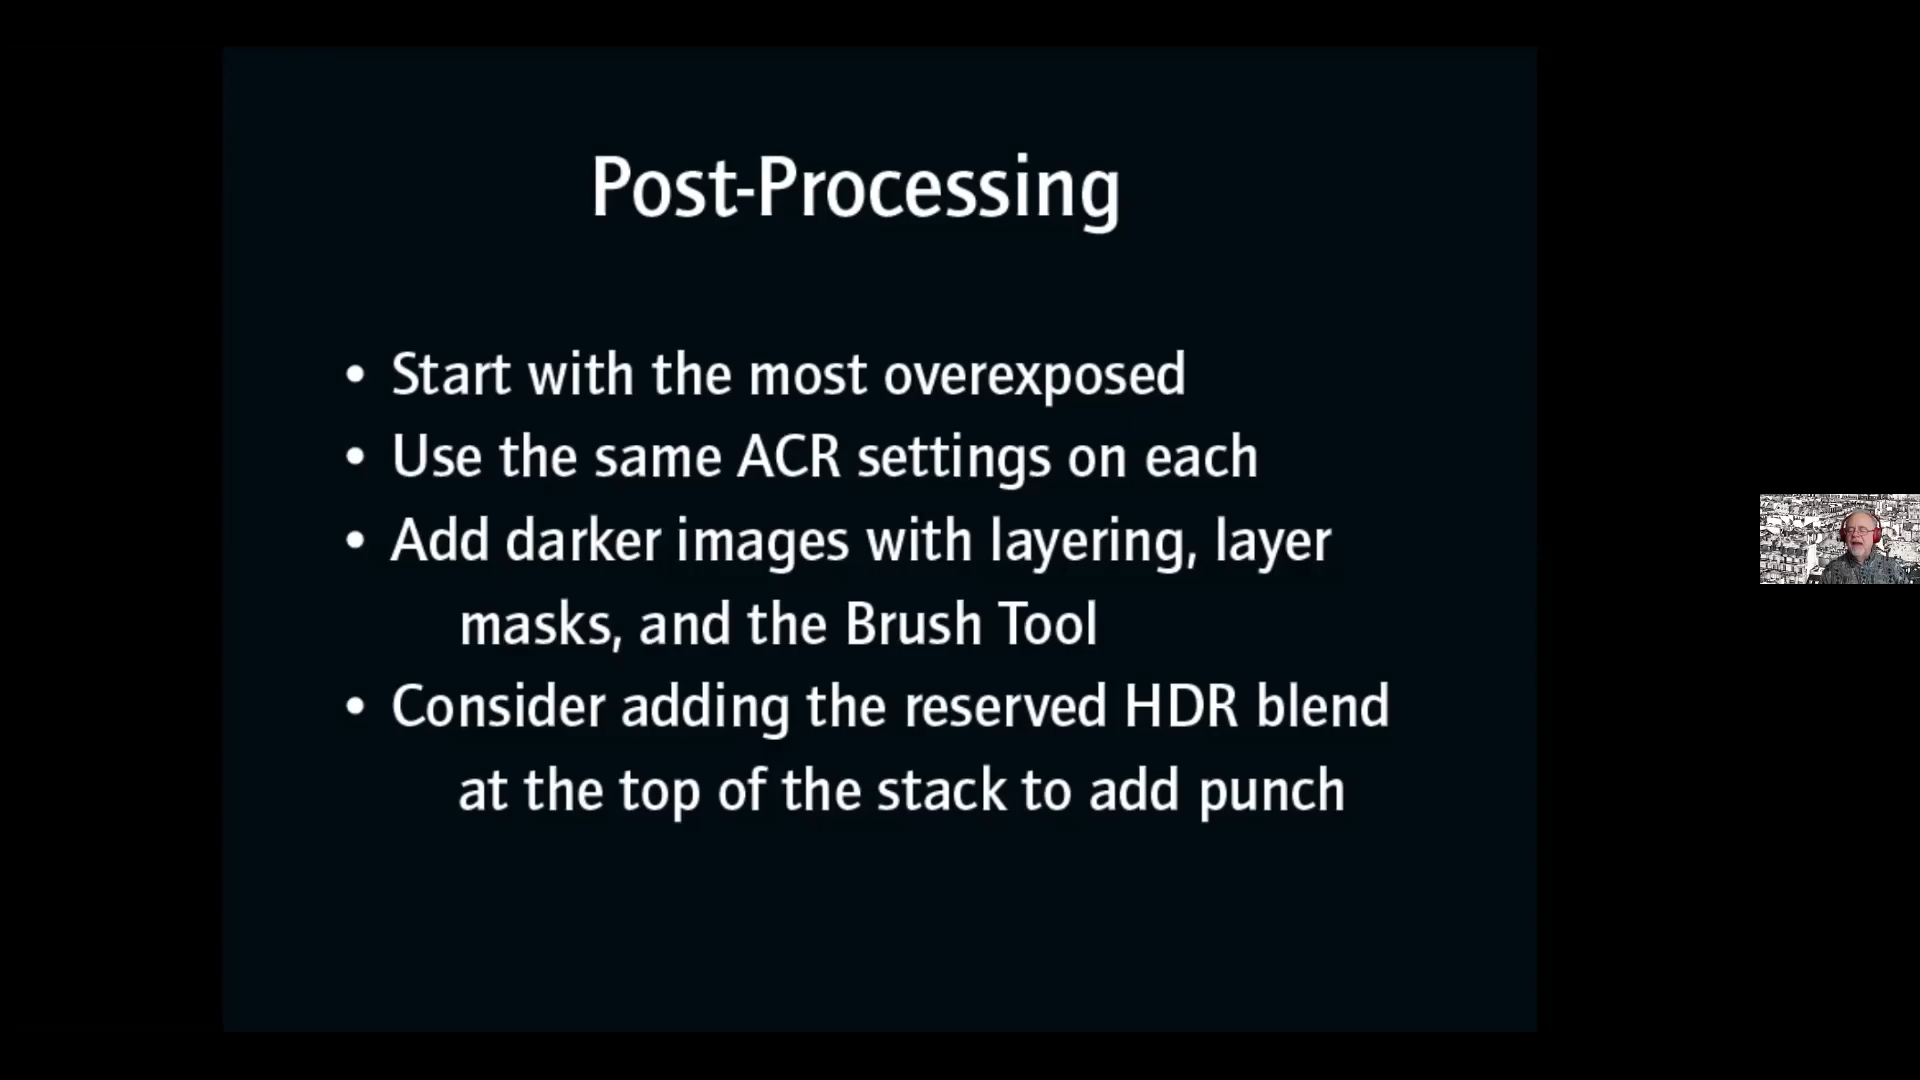 Post-Processing
• Start with the most overexposed
• Use the same ACR settings on each
• Add darker images with layering, layer
masks, and the Brush Tool
• Consider adding the reserved HDR blend
at the top of the stack to add punch